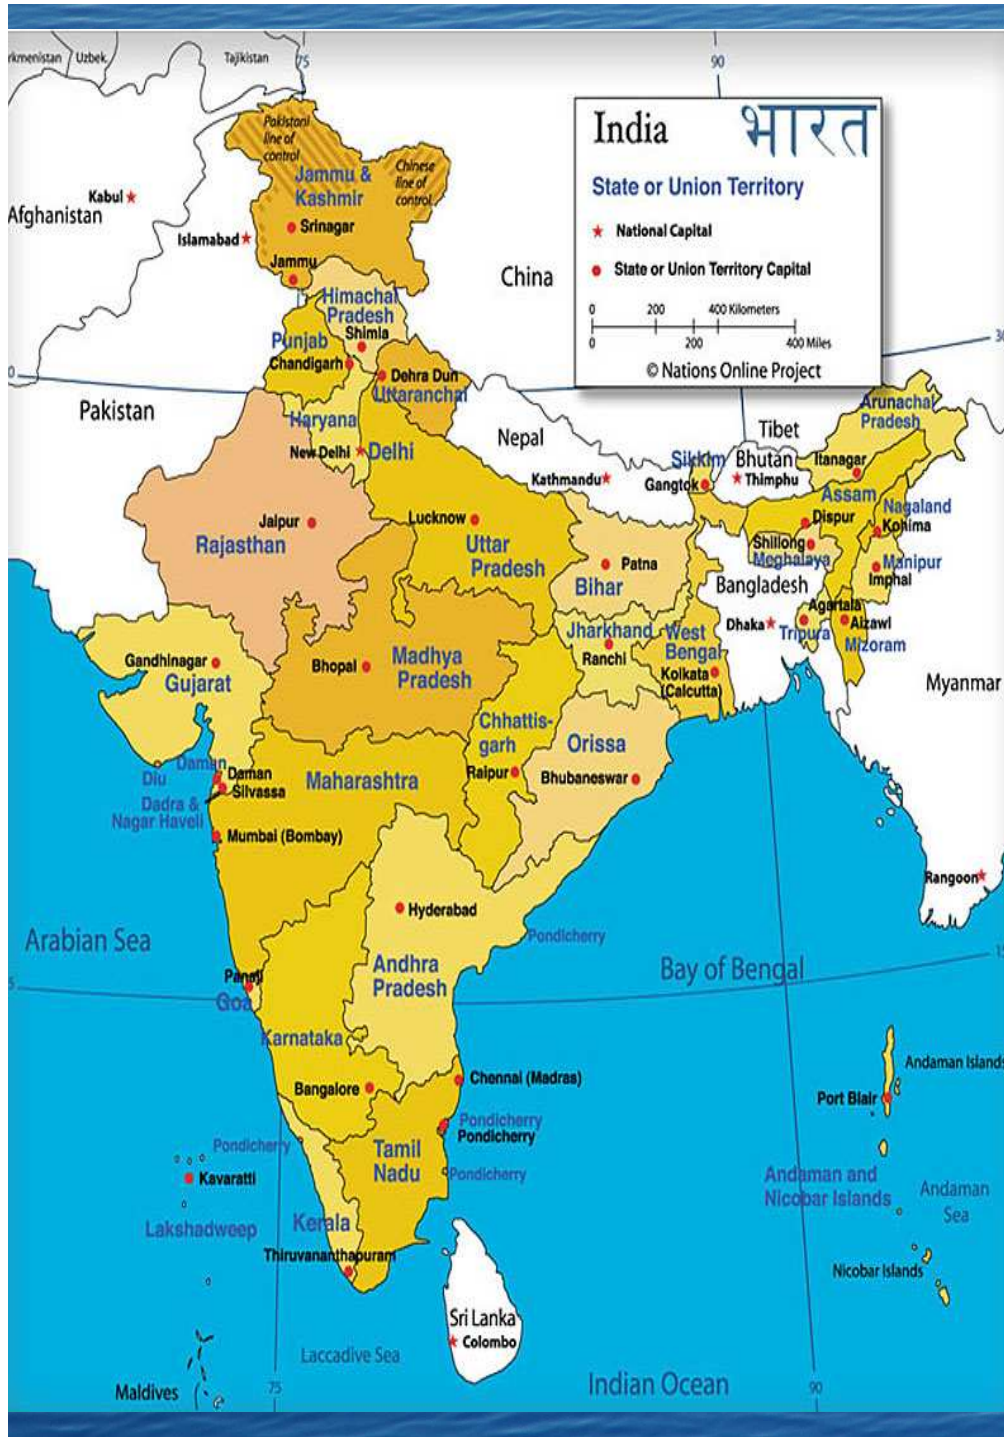 rkmenistan
Uzbek.
Tajikistan
75
90
Pakistani
line of
control
Chinese
line of
control
Jammu &
Kashmir
India
भारत
State or Union Territory
National Capital
State or Union Territory Capital
0 200 400 Kilometers
0 200 400 Miles
© Nations Online Project
Kabul
Afghanistan
Islamabad
Srinagar
Jammu
China
Himachal
Pradesh
Shimla
Punjab
Chandigarh
Dehra Dun
Uttaranchal
30
0
Pakistan
Haryana
New Delhi
Delhi
Nepal
Kathmandu
Tibet
Bhutan
Thimphu
Sikkim
Gangtok
Arunachal
Pradesh
Itanagar
Assam
Dispur
Nagaland
Kohima
Shillong
Meghalaya
Manipur
Imphal
Jaipur
Rajasthan
Lucknow
Uttar
Pradesh
Patna
Bihar
Bangladesh
Dhaka
Agartala
Tripura
Aizawl
Mizoram
Jharkhand
Ranchi
West
Bengal
Kolkata
(Calcutta)
Myanmar
Gandhinagar
Gujarat
Bhopal
Madhya
Pradesh
Chhattis-
garh
Raipur
Orissa
Bhubaneswar
Daman
Diu
Daman
Silvassa
Dadra &
Nagar Haveli
Maharashtra
Mumbai (Bombay)
Rangoon
Hyderabad
Andhra
Pradesh
Pondicherry
Arabian Sea
Bay of Bengal
15
5
Panaji
Goa
Karnataka
Bangalore
Chennai (Madras)
Andaman Islands
Port Blair
Pondicherry
Pondicherry
Pondicherry
Tamil
Nadu
Pondicherry
Kavaratti
Lakshadweep
Kerala
Thiruvananthapuram
Andaman and
Nicobar Islands
Andaman
Sea
Nicobar Islands
Sri Lanka
Colombo
Laccadive Sea
Maldives
Indian Ocean
75
90